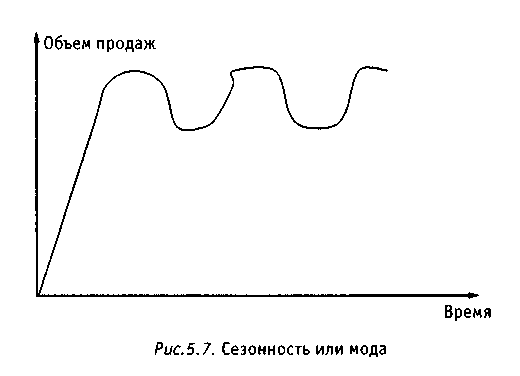 Объем продаж
Время
Рис.5.7. Сезонность или мода